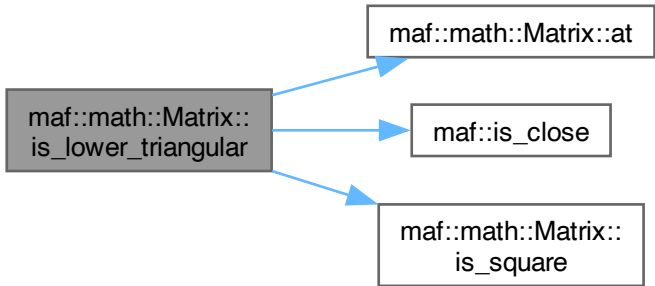 maf::math::Matrix::at
maf::math::Matrix::
is_lower_triangular
maf::is_close
maf::math::Matrix::
is_square